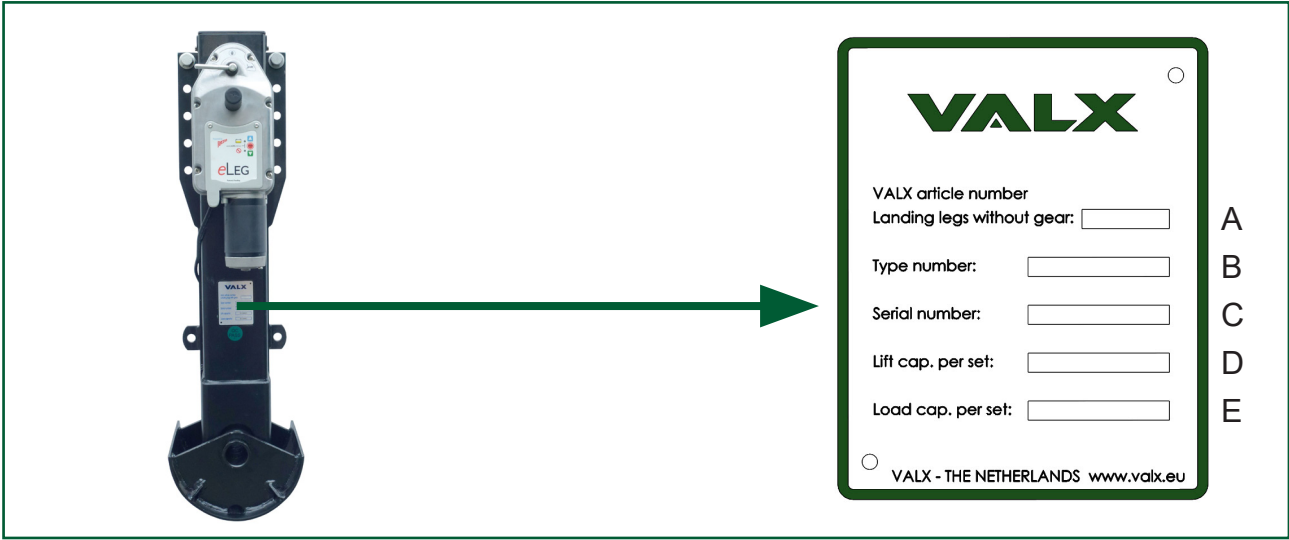 eLEG
VALX
VALX
VALX article number
Landing legs without gear:
A
Type number:
B
Serial number:
C
Lift cap. per set:
D
Load cap. per set:
E
VALX - THE NETHERLANDS www.valx.eu